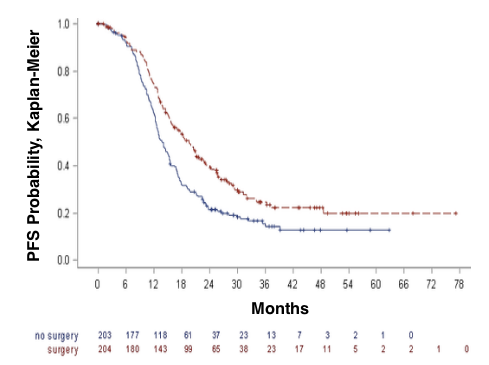 PFS Probability, Kaplan-Meier
1.0
0.8
0.6
0.4
0.2
0.0
0 6 12 18 24 30 36 42 48 54 60 66 72 78
Months
no surgery 203 177 118 61 37 23 13 7 3 2 1 0
surgery 204 180 143 99 65 38 23 17 11 5 2 2 1 0